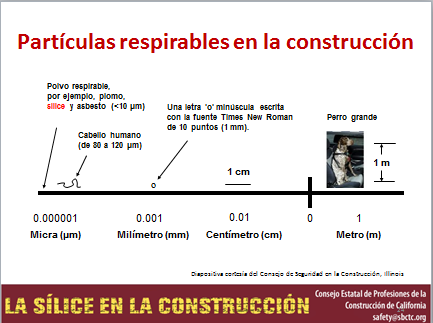 Partículas respirables en la construcción
Polvo respirable,
por ejemplo, plomo,
sílice y asbesto (<10 µm)
Cabello humano
(de 80 a 120 µm)
Una letra 'o' minúscula escrita
con la fuente Times New Roman
de 10 puntos (1 mm).
o
1 cm
Perro grande
1 m
0.000001
0.001
0.01
0
1
Micra (µm)
Milímetro (mm)
Centímetro (cm)
Metro (m)
Diapositiva cortesía del Consejo de Seguridad en la Construcción, Illinois
LA SÍLICE EN LA CONSTRUCCIÓN
Consejo Estatal de Profesiones de la
Construcción de California
safety@sbctc.org